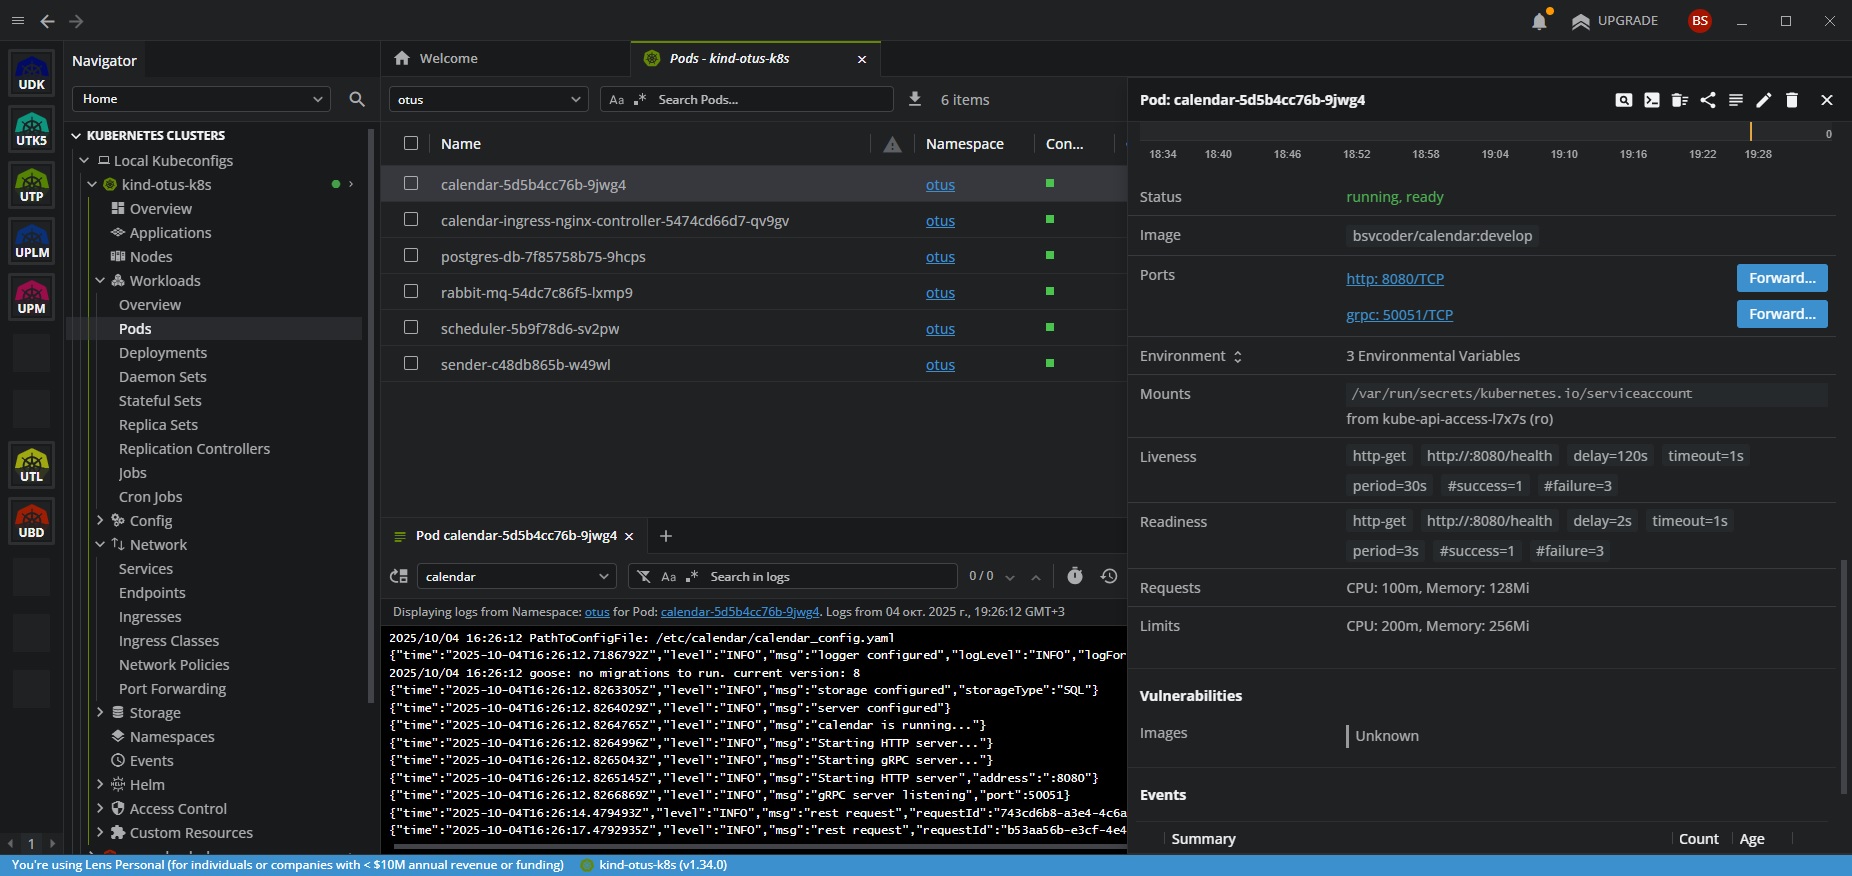 UPGRADE
BS
UDK
UTK5
UTP
UPLM
UPM
UTL
UBD
1
Navigator
Home
KUBERNETES CLUSTERS
Local Kubeconfigs
kind-otus-k8s
Overview
Applications
Nodes
Workloads
Overview
Pods
Deployments
Daemon Sets
Stateful Sets
Replica Sets
Replication Controllers
Jobs
Cron Jobs
Config
Network
Services
Endpoints
Ingresses
Ingress Classes
Network Policies
Port Forwarding
Storage
Namespaces
Events
Helm
Access Control
Custom Resources
Welcome
Pods - kind-otus-k8s
otus
Aa .* Search Pods...
6 items
Name Namespace Con...
calendar-5d5b4cc76b-9jwg4 otus
calendar-ingress-nginx-controller-5474cd66d7-qv9gv otus
postgres-db-7f85758b75-9hcps otus
rabbit-mq-54dc7c86f5-lxmp9 otus
scheduler-5b9f78d6-sv2pw otus
sender-c48db865b-w49wl otus
Pod calendar-5d5b4cc76b-9jwg4
calendar
Aa .* Search in logs
0 / 0
Displaying logs from Namespace: otus for Pod: calendar-5d5b4cc76b-9jwg4. Logs from 04 окт. 2025 г., 19:26:12 GMT+3
2025/10/04 16:26:12 PathToConfigFile: /etc/calendar/calendar_config.yaml
{"time":"2025-10-04T16:26:12.7186792Z","level":"INFO","msg":"logger configured","logLevel":"INFO","logFor
2025/10/04 16:26:12 goose: no migrations to run. current version: 8
{"time":"2025-10-04T16:26:12.8263305Z","level":"INFO","msg":"storage configured","storageType":"SQL"}
{"time":"2025-10-04T16:26:12.8264029Z","level":"INFO","msg":"server configured"}
{"time":"2025-10-04T16:26:12.8264765Z","level":"INFO","msg":"calendar is running..."}
{"time":"2025-10-04T16:26:12.8264996Z","level":"INFO","msg":"Starting HTTP server..."}
{"time":"2025-10-04T16:26:12.8265043Z","level":"INFO","msg":"Starting gRPC server..."}
{"time":"2025-10-04T16:26:12.8265145Z","level":"INFO","msg":"Starting HTTP server","address":":8080"}
{"time":"2025-10-04T16:26:12.8266869Z","level":"INFO","msg":"gRPC server listening","port":50051}
{"time":"2025-10-04T16:26:14.479493Z","level":"INFO","msg":"rest request","requestId":"743cd6b8-a3e4-4c6a
{"time":"2025-10-04T16:26:17.4792935Z","level":"INFO","msg":"rest request","requestId":"b53aa56b-e3cf-4e4
Pod: calendar-5d5b4cc76b-9jwg4
0
18:34 18:40 18:46 18:52 18:58 19:04 19:10 19:16 19:22 19:28
Status running, ready
Image bsvcoder/calendar:develop
Ports http: 8080/TCP Forward...
grpc: 50051/TCP Forward...
Environment 3 Environmental Variables
Mounts /var/run/secrets/kubernetes.io/serviceaccount
from kube-api-access-l7x7s (ro)
Liveness http-get http://:8080/health delay=120s timeout=1s
period=30s #success=1 #failure=3
Readiness http-get http://:8080/health delay=2s timeout=1s
period=3s #success=1 #failure=3
Requests CPU: 100m, Memory: 128Mi
Limits CPU: 200m, Memory: 256Mi
Vulnerabilities
Images Unknown
Events
Summary Count Age
You're using Lens Personal (for individuals or companies with < $10M annual revenue or funding) kind-otus-k8s (v1.34.0)